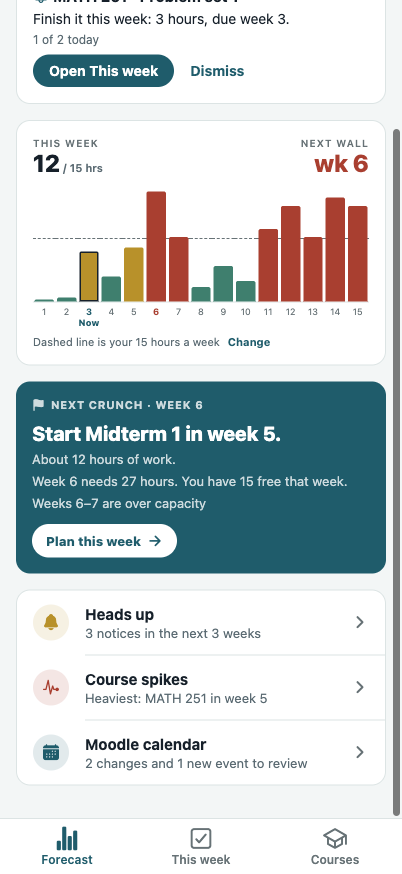 Finish it this week: 3 hours, due week 3.
1 of 2 today
Open This week
Dismiss
THIS WEEK
12 / 15 hrs
NEXT WALL
wk 6
1 2 3 4 5 6 7 8 9 10 11 12 13 14 15
Now
Dashed line is your 15 hours a week Change
NEXT CRUNCH · WEEK 6
Start Midterm 1 in week 5.
About 12 hours of work.
Week 6 needs 27 hours. You have 15 free that week.
Weeks 6–7 are over capacity
Plan this week →
Heads up
3 notices in the next 3 weeks
Course spikes
Heaviest: MATH 251 in week 5
Moodle calendar
2 changes and 1 new event to review
Forecast
This week
Courses